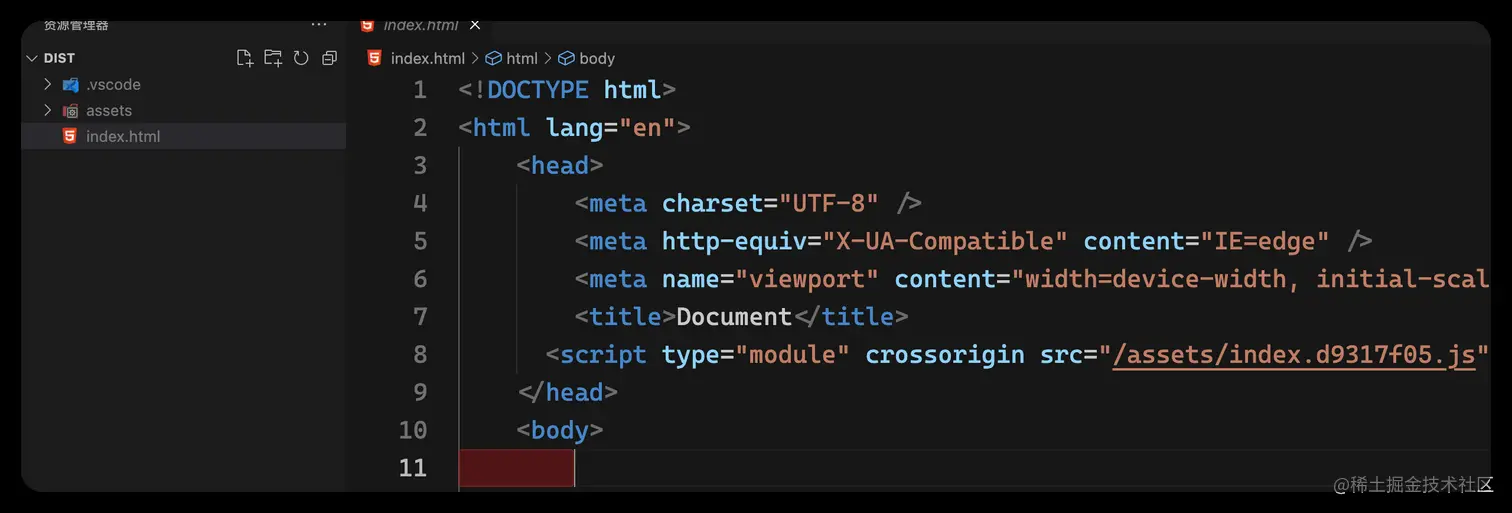 资源管理器
DIST
.vscode
assets
index.html
index.html
index.html > html > body
1 <!DOCTYPE html>
2 <html lang="en">
3 <head>
4 <meta charset="UTF-8" />
5 <meta http-equiv="X-UA-Compatible" content="IE=edge" />
6 <meta name="viewport" content="width=device-width, initial-scal
7 <title>Document</title>
8 <script type="module" crossorigin src="/assets/index.d9317f05.js"
9 </head>
10 <body>
11
@稀土掘金技术社区